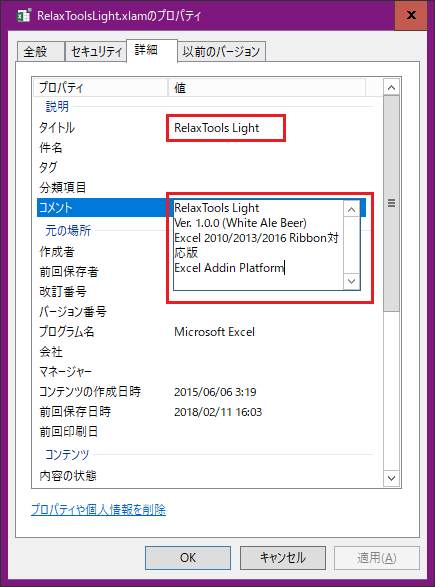 RelaxToolsLight.xlamのプロパティ
全般 セキュリティ 詳細 以前のバージョン
プロパティ 値
説明
タイトル RelaxTools Light
件名
タグ
分類項目
コメント RelaxTools Light
Ver. 1.0.0 (White Ale Beer)
元の場所 Excel 2010/2013/2016 Ribbon対
作成者 応版
前回保存者 Excel Addin Platform
改訂番号
バージョン番号
プログラム名 Microsoft Excel
会社
マネージャー
コンテンツの作成日時 2015/06/06 3:19
前回保存日時 2018/02/11 16:03
前回印刷日
コンテンツ
内容の状態
プロパティや個人情報を削除
OK キャンセル 適用(A)